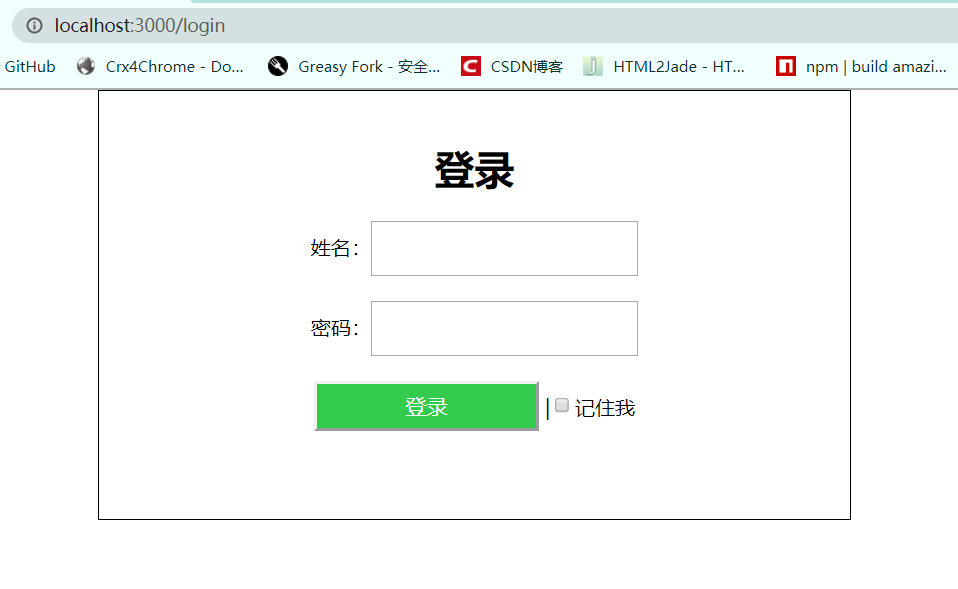 localhost:3000/login
GitHub Crx4Chrome - Do... Greasy Fork - 安全... CSDN博客 HTML2Jade - HT... npm | build amazi...
登录
姓名：
密码：
登录 | 记住我